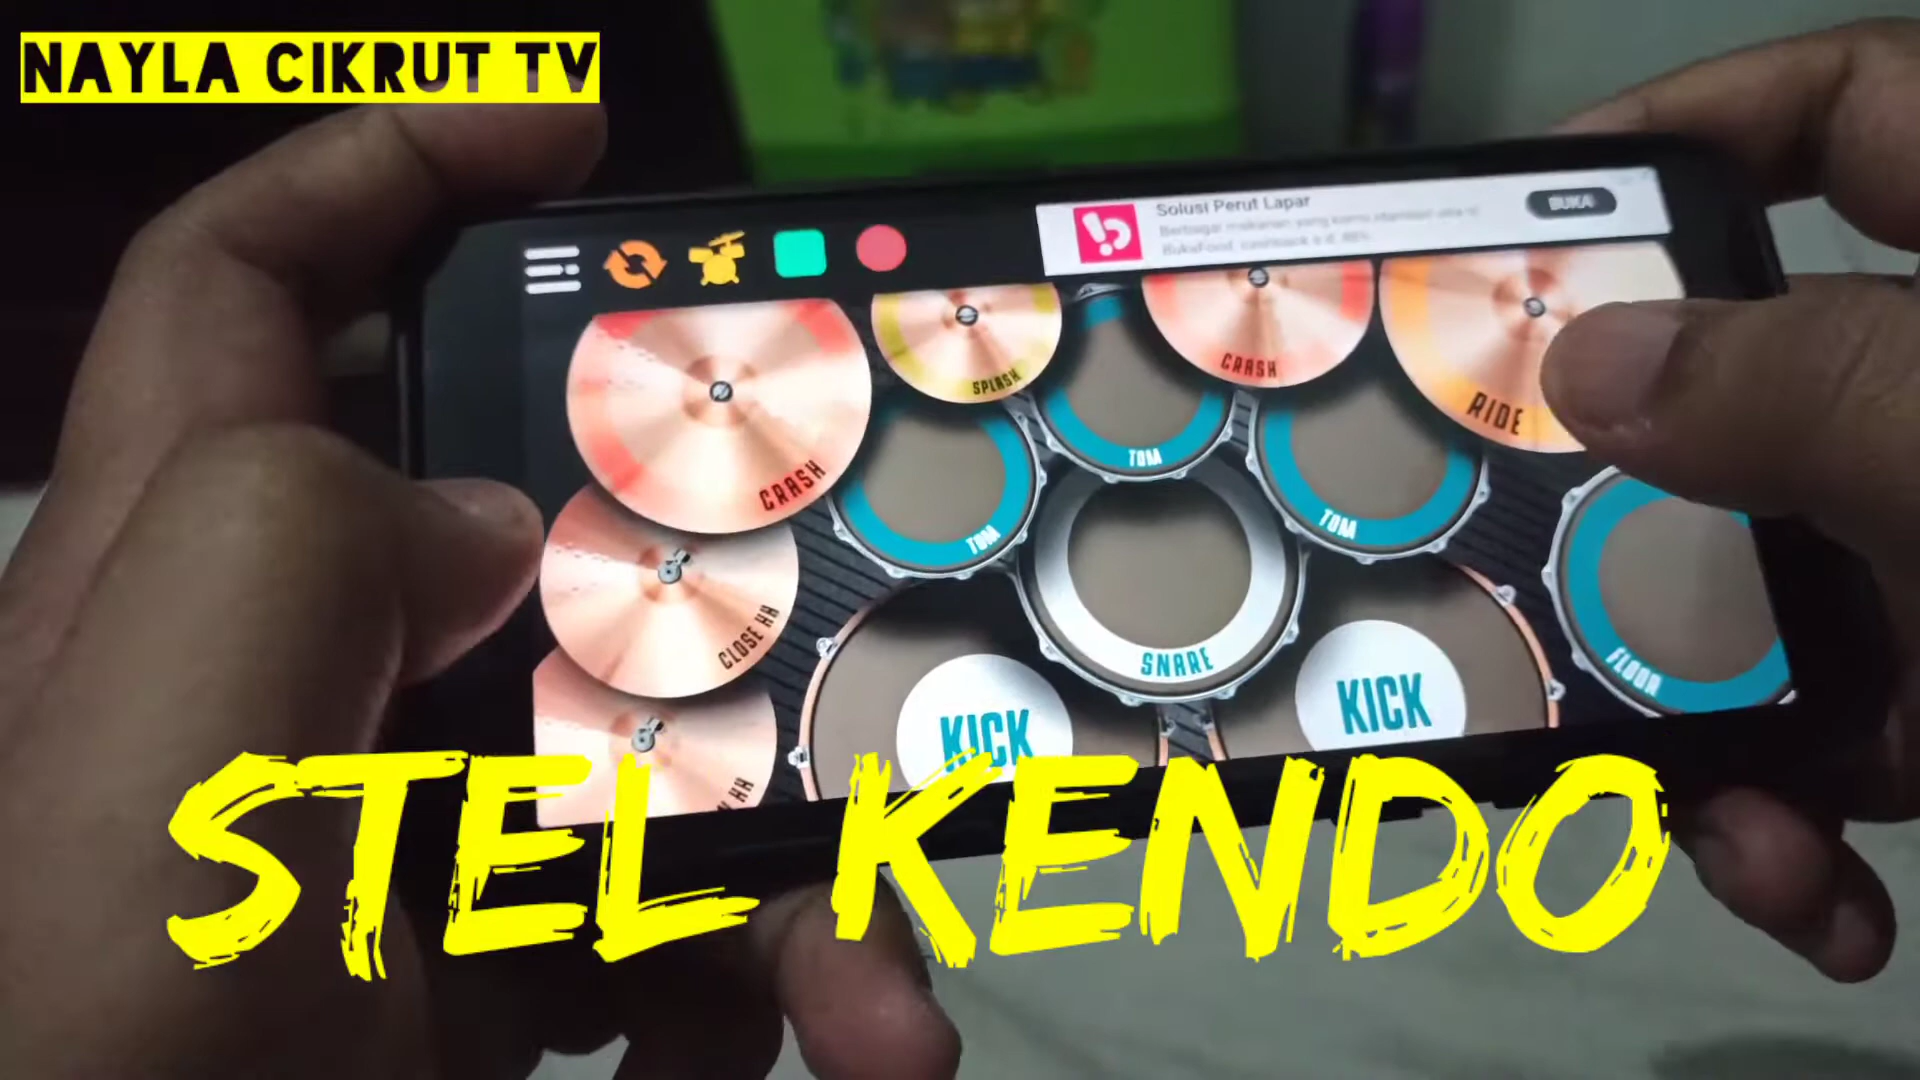 NAYLA CIKRUT TV
Solusi Perut Lapar
BUKA
CRASH
SPLASH
CRASH
RIDE
TOM
TOM
TOM
CLOSE HH
SNARE
FLOOR
KICK
KICK
HH
STEL KENDO